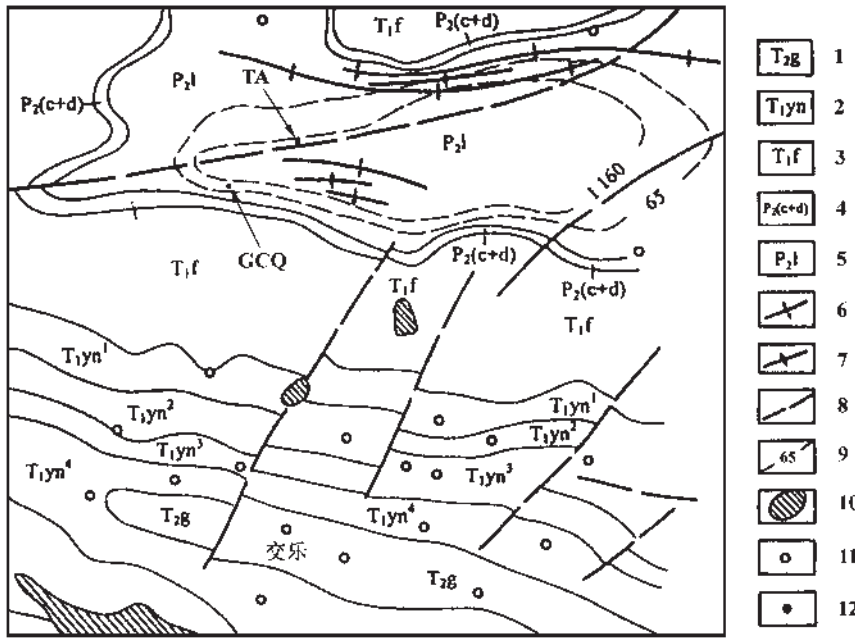 T₁f
P₂(c+d)
P₂l
TA
P₂(c+d)
P₂l
1160
65
GCQ
P₂(c+d)
T₁f
T₁f
P₂(c+d)
T₁f
T₁yn¹
T₁yn¹
T₁yn²
T₁yn²
T₁yn³
T₁yn³
T₁yn⁴
T₁yn⁴
T₂g
交乐
T₂g
T₂g 1
T₁yn 2
T₁f 3
P₂(c+d) 4
P₂l 5
6
7
8
65 9
10
11
12